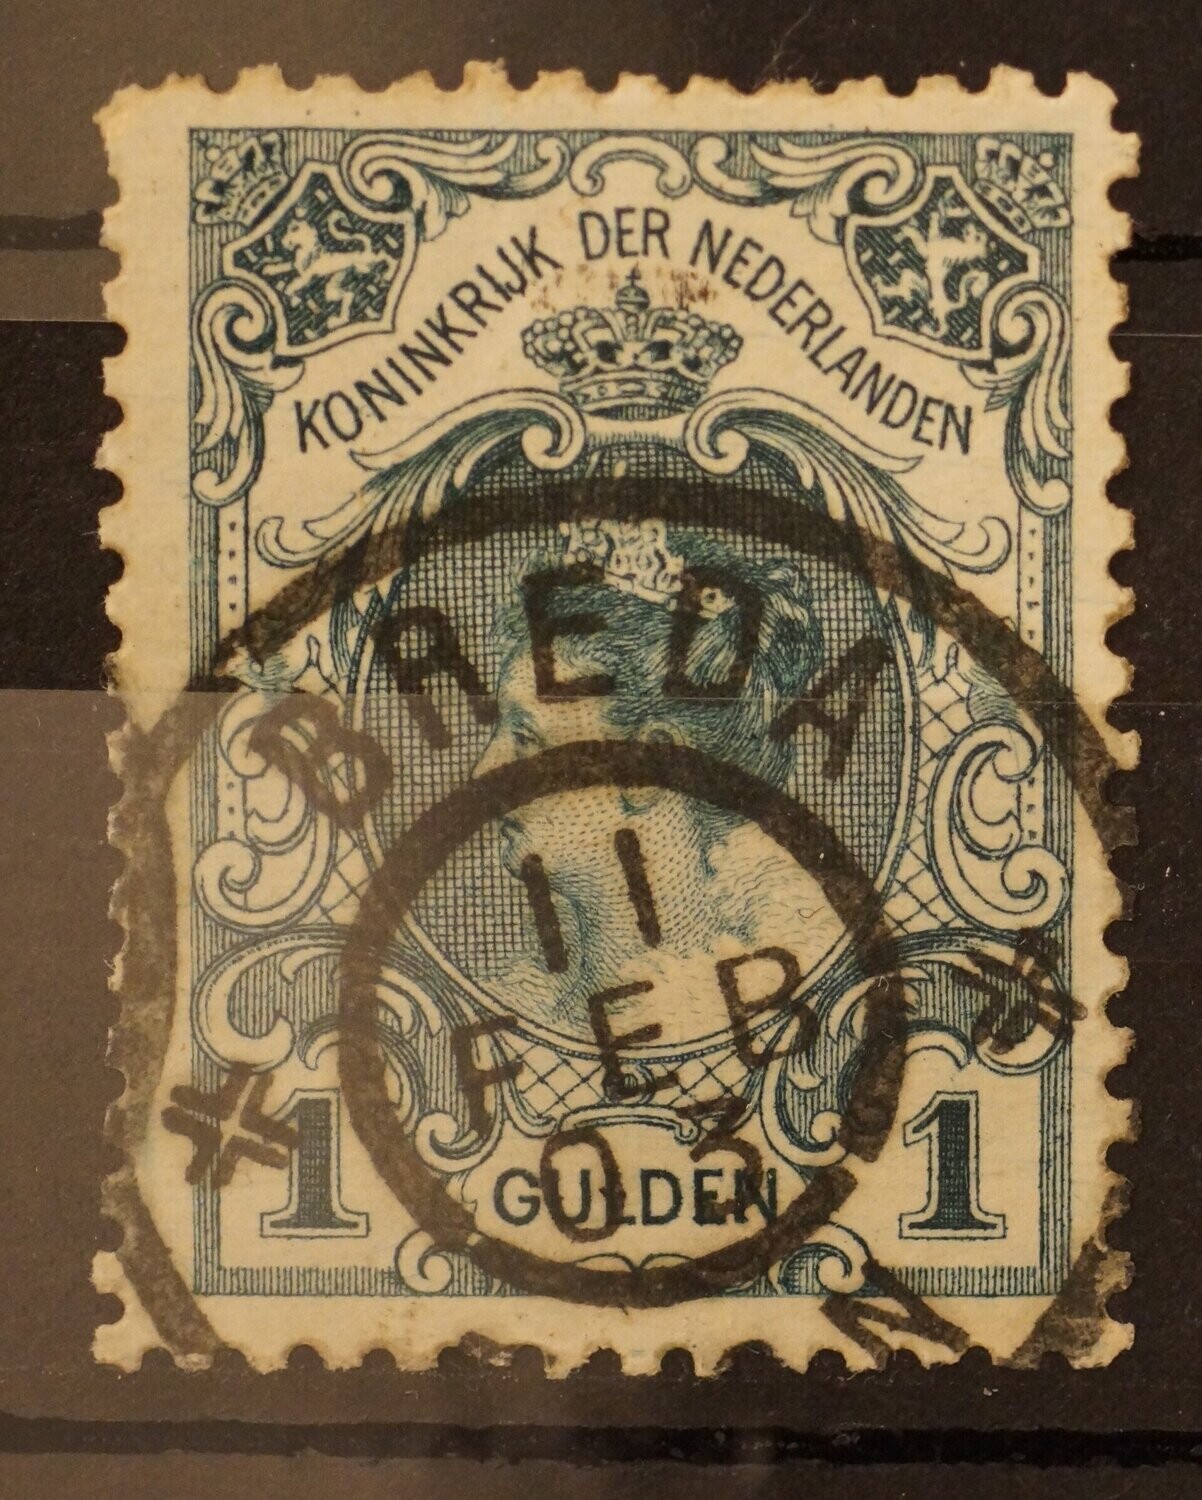 KONINKRIJK DER NEDERLANDEN
BREDA
11
FEB
03
1 GULDEN 1
N